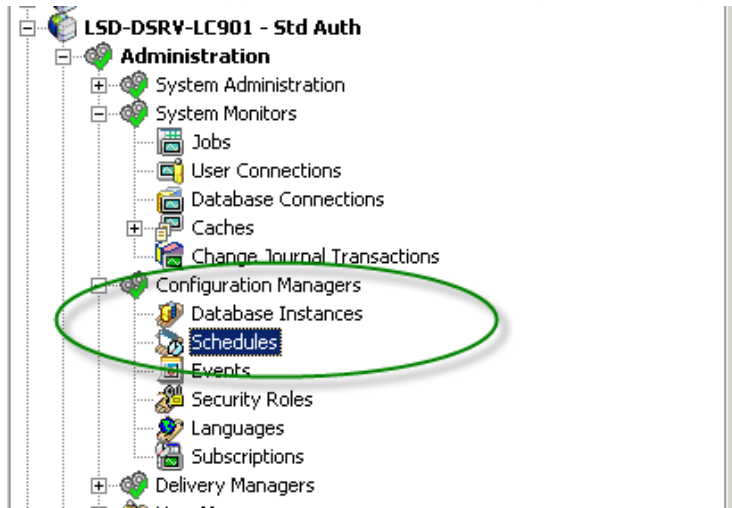 LSD-DSRV-LC901 - Std Auth
Administration
System Administration
System Monitors
Jobs
User Connections
Database Connections
Caches
Change Journal Transactions
Configuration Managers
Database Instances
Schedules
Events
Security Roles
Languages
Subscriptions
Delivery Managers